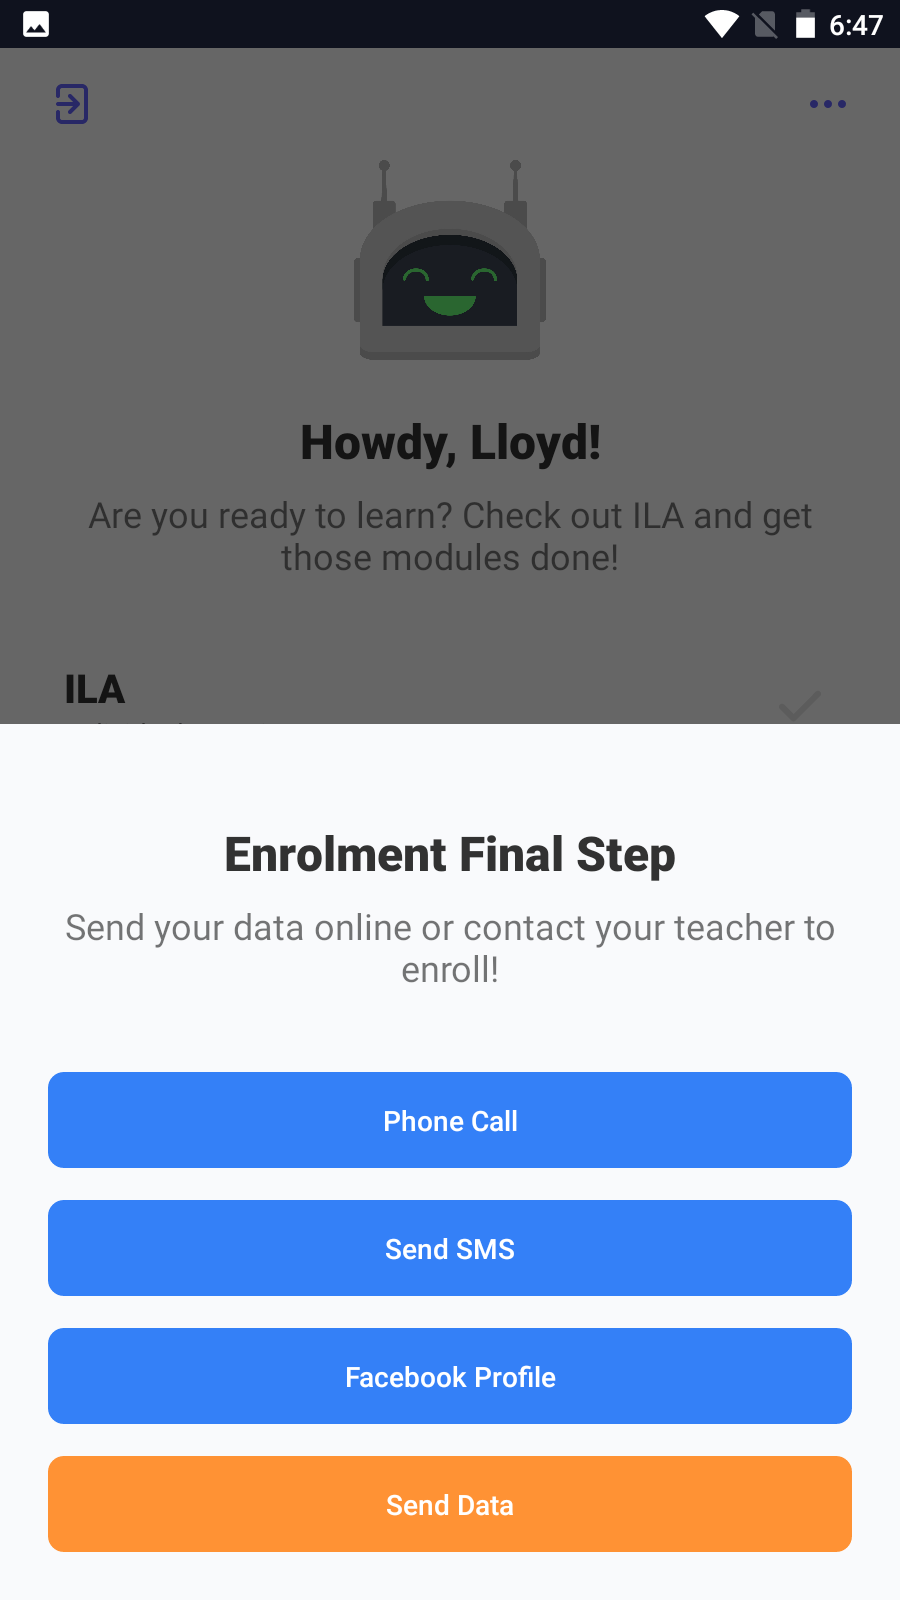 6:47
Howdy, Lloyd!
Are you ready to learn? Check out ILA and get
those modules done!
ILA
Enrolment Final Step
Send your data online or contact your teacher to
enroll!
Phone Call
Send SMS
Facebook Profile
Send Data